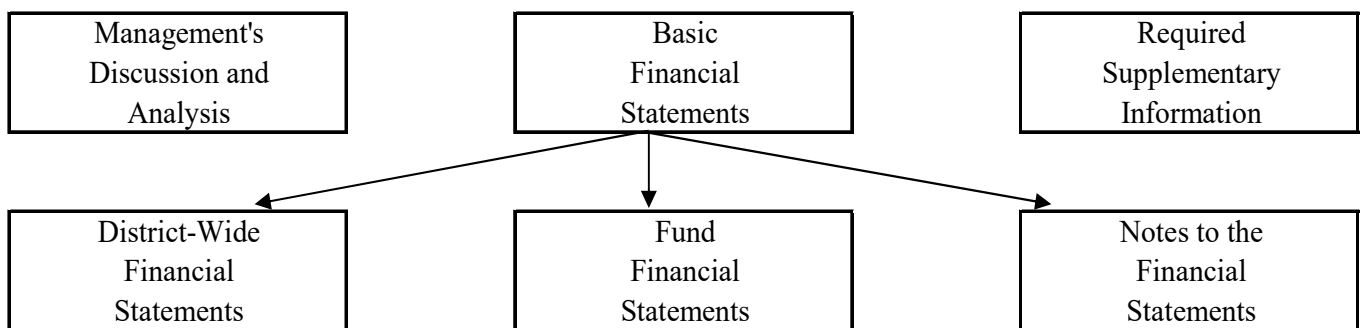 Management's
Discussion and
Analysis
Basic
Financial
Statements
Required
Supplementary
Information
District-Wide
Financial
Statements
Fund
Financial
Statements
Notes to the
Financial
Statements